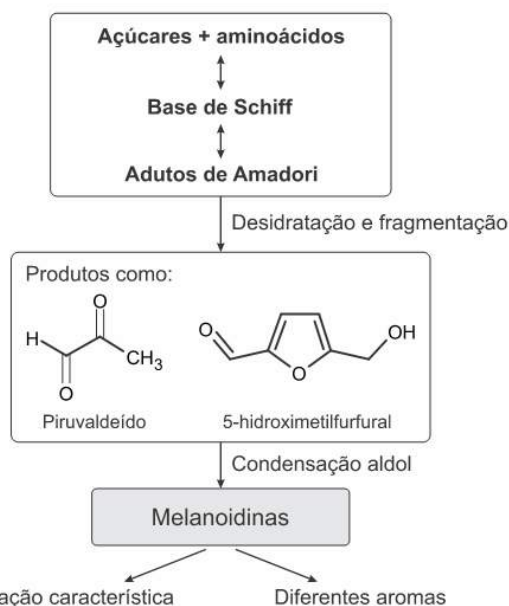 Açúcares + aminoácidos
Base de Schiff
Adutos de Amadori
Desidratação e fragmentação
Produtos como:
O
H
CH3
O
O
O
OH
Piruvaldeído
5-hidroximetilfurfural
Condensação aldol
Melanoidinas
característica
Diferentes aromas